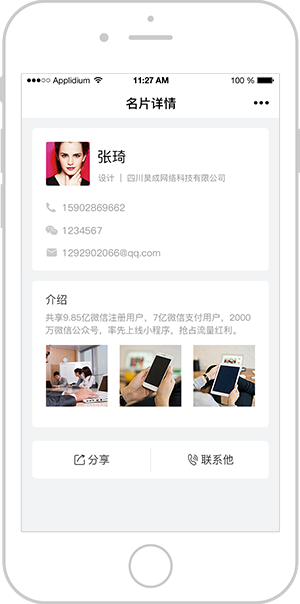 Applidium 11:27 AM 100 %
名片详情
张琦
设计 | 四川昊成网络科技有限公司
15902869662
1234567
1292902066@qq.com
介绍
共享9.85亿微信注册用户，7亿微信支付用户，2000
万微信公众号，率先上线小程序，抢占流量红利。
分享 联系他